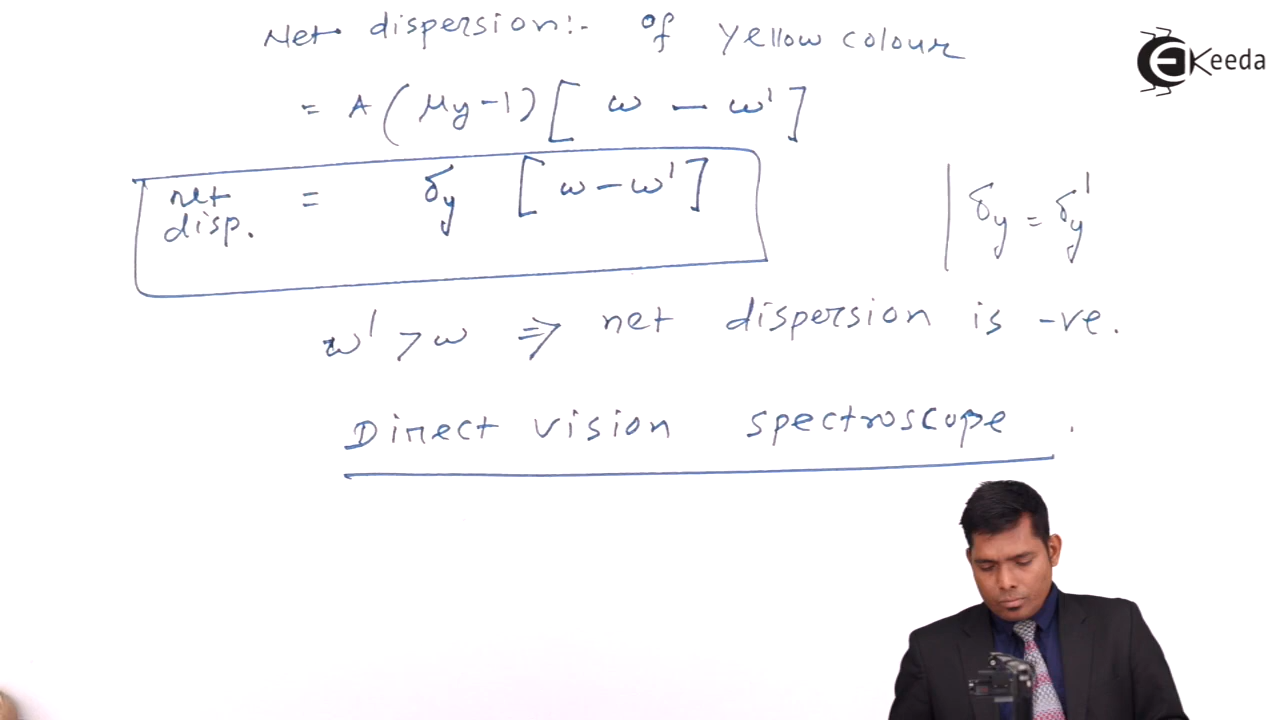 Net dispersion:- of yellow colour
= A (μy-1) [ ω - ω' ]
net disp. = δy [ ω - ω' ]
δy = δy'
ω' > ω ⇒ net dispersion is -ve.
Direct vision spectroscope.
EKeeda